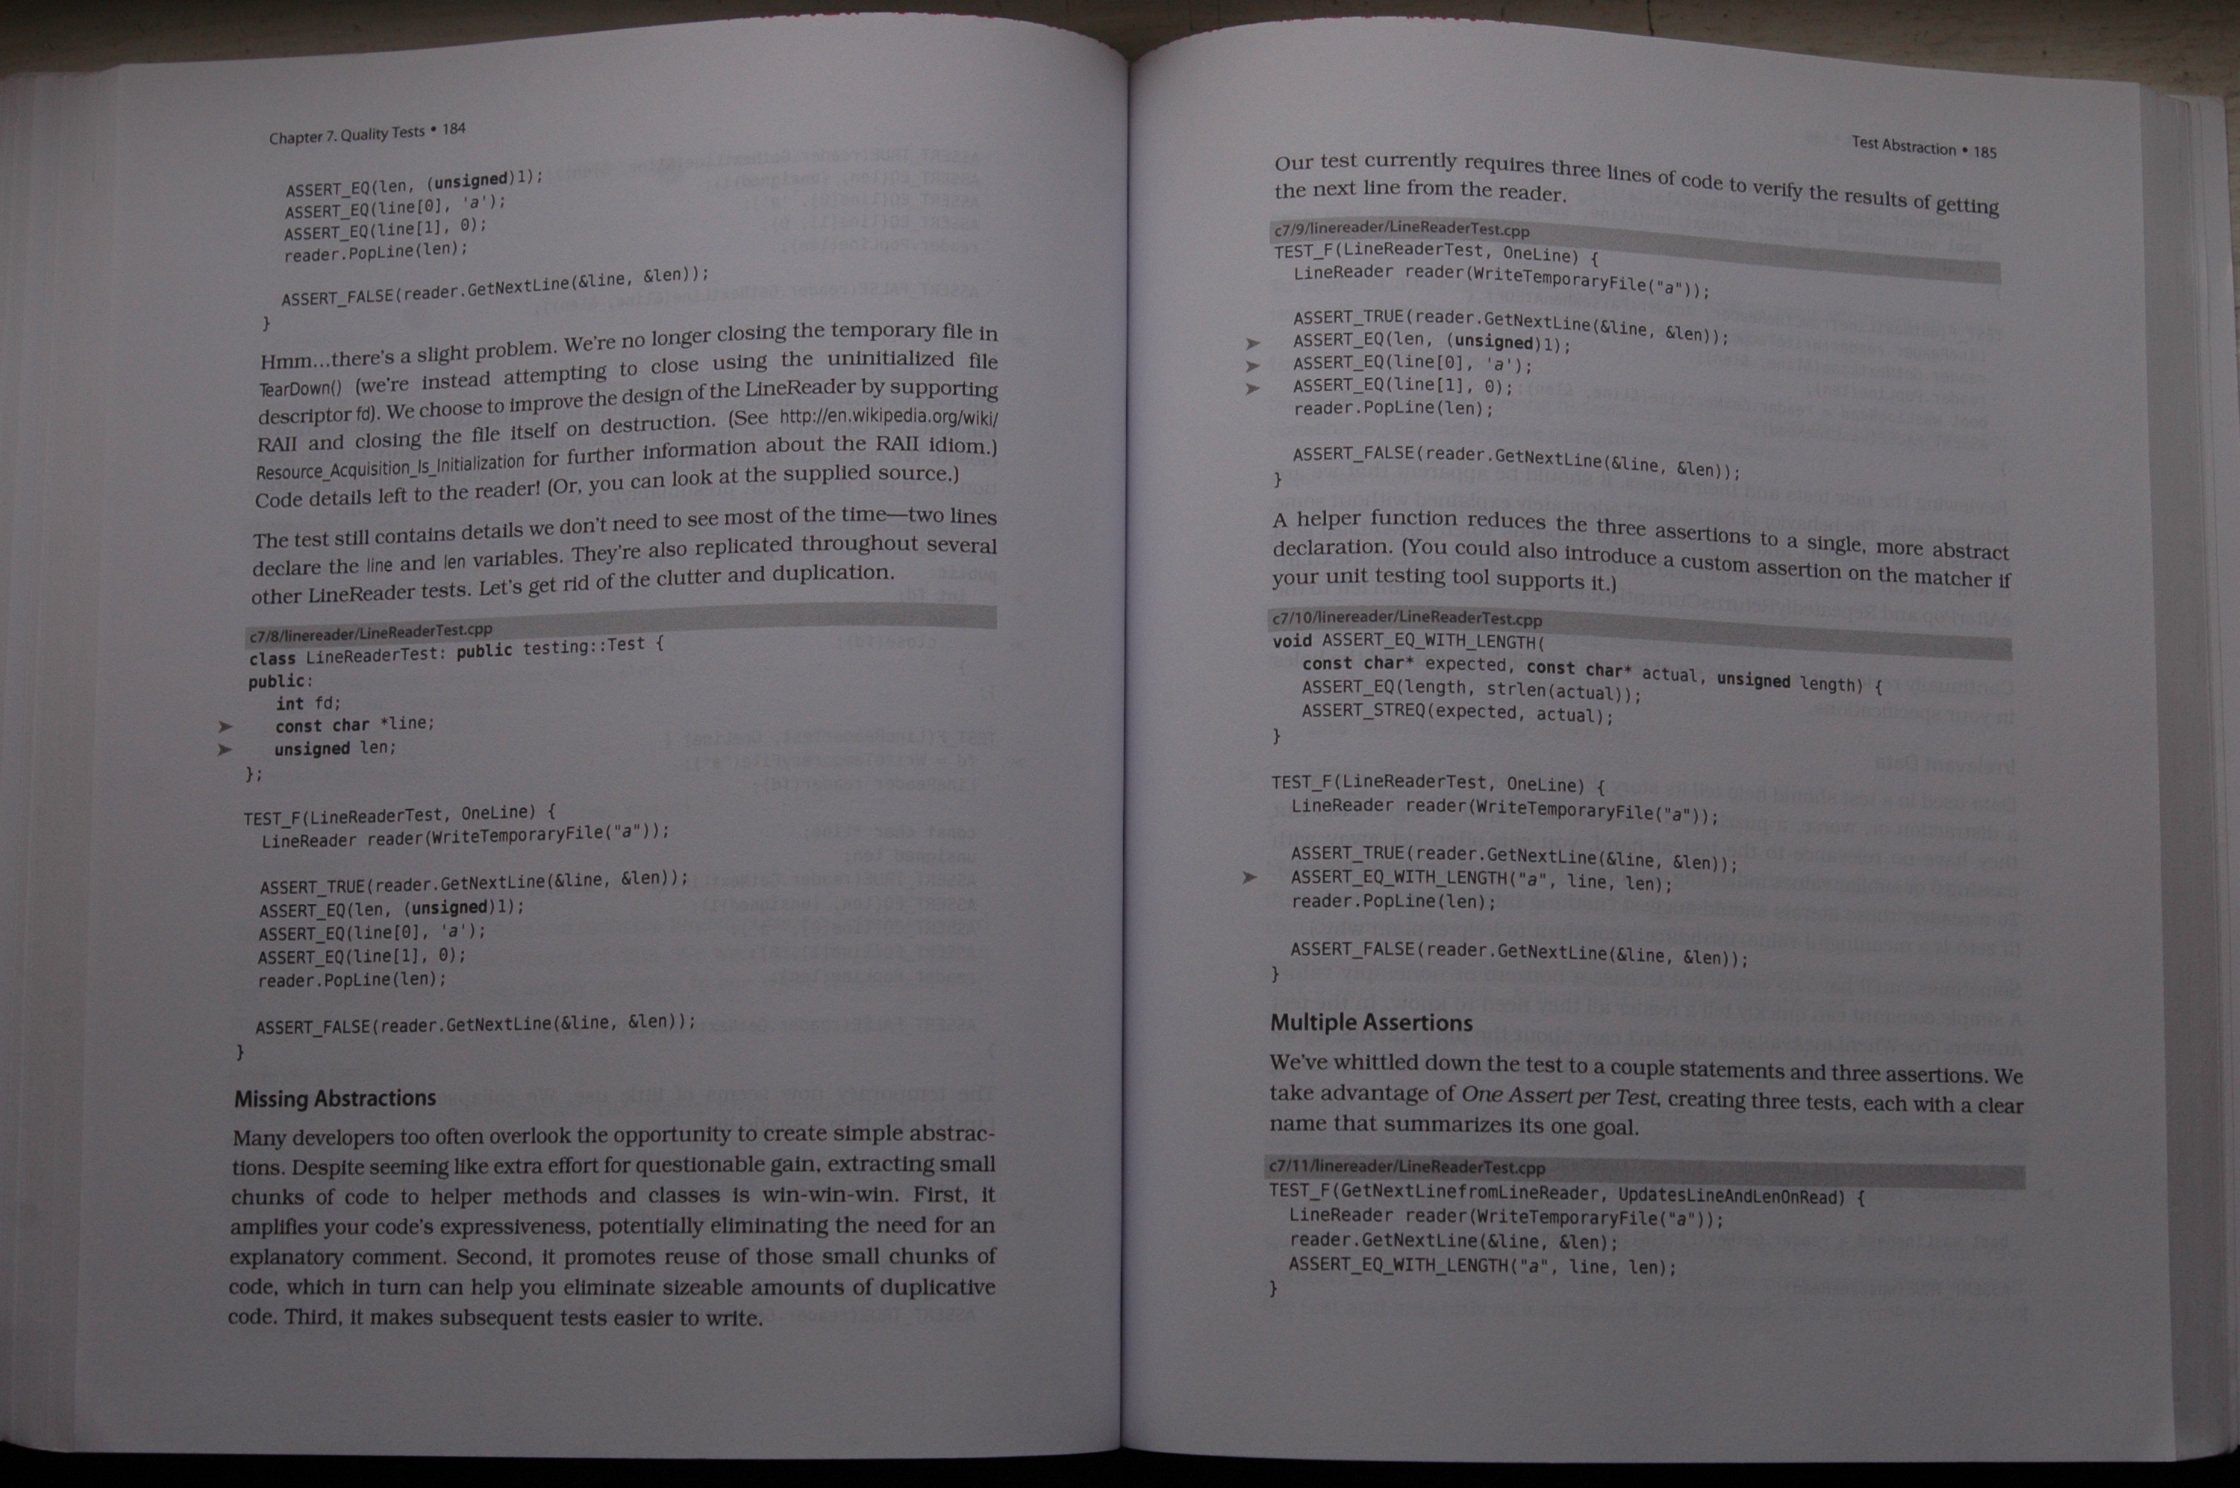 Chapter 7. Quality Tests • 184
ASSERT_EQ(len, (unsigned)1);
ASSERT_EQ(line[0], 'a');
ASSERT_EQ(line[1], 0);
reader.PopLine(len);
ASSERT_FALSE(reader.GetNextLine(&line, &len));
}
Hmm...there's a slight problem. We're no longer closing the temporary file in
TearDown() (we're instead attempting to close using the uninitialized file
descriptor fd). We choose to improve the design of the LineReader by supporting
RAII and closing the file itself on destruction. (See http://en.wikipedia.org/wiki/
Resource_Acquisition_Is_Initialization for further information about the RAII idiom.)
Code details left to the reader! (Or, you can look at the supplied source.)
The test still contains details we don't need to see most of the time—two lines
declare the line and len variables. They're also replicated throughout several
other LineReader tests. Let's get rid of the clutter and duplication.
c7/8/linereader/LineReaderTest.cpp
class LineReaderTest: public testing::Test {
public:
int fd;
➤ const char *line;
➤ unsigned len;
};
TEST_F(LineReaderTest, OneLine) {
LineReader reader(WriteTemporaryFile("a"));
ASSERT_TRUE(reader.GetNextLine(&line, &len));
ASSERT_EQ(len, (unsigned)1);
ASSERT_EQ(line[0], 'a');
ASSERT_EQ(line[1], 0);
reader.PopLine(len);
ASSERT_FALSE(reader.GetNextLine(&line, &len));
}
Missing Abstractions
Many developers too often overlook the opportunity to create simple abstrac-
tions. Despite seeming like extra effort for questionable gain, extracting small
chunks of code to helper methods and classes is win-win-win. First, it
amplifies your code's expressiveness, potentially eliminating the need for an
explanatory comment. Second, it promotes reuse of those small chunks of
code, which in turn can help you eliminate sizeable amounts of duplicative
code. Third, it makes subsequent tests easier to write.
Test Abstraction • 185
Our test currently requires three lines of code to verify the results of getting
the next line from the reader.
c7/9/linereader/LineReaderTest.cpp
TEST_F(LineReaderTest, OneLine) {
LineReader reader(WriteTemporaryFile("a"));
ASSERT_TRUE(reader.GetNextLine(&line, &len));
➤ ASSERT_EQ(len, (unsigned)1);
➤ ASSERT_EQ(line[0], 'a');
➤ ASSERT_EQ(line[1], 0);
reader.PopLine(len);
ASSERT_FALSE(reader.GetNextLine(&line, &len));
}
A helper function reduces the three assertions to a single, more abstract
declaration. (You could also introduce a custom assertion on the matcher if
your unit testing tool supports it.)
c7/10/linereader/LineReaderTest.cpp
void ASSERT_EQ_WITH_LENGTH(
const char* expected, const char* actual, unsigned length) {
ASSERT_EQ(length, strlen(actual));
ASSERT_STREQ(expected, actual);
}
TEST_F(LineReaderTest, OneLine) {
LineReader reader(WriteTemporaryFile("a"));
ASSERT_TRUE(reader.GetNextLine(&line, &len));
➤ ASSERT_EQ_WITH_LENGTH("a", line, len);
reader.PopLine(len);
ASSERT_FALSE(reader.GetNextLine(&line, &len));
}
Multiple Assertions
We've whittled down the test to a couple statements and three assertions. We
take advantage of One Assert per Test, creating three tests, each with a clear
name that summarizes its one goal.
c7/11/linereader/LineReaderTest.cpp
TEST_F(GetNextLinefromLineReader, UpdatesLineAndLenOnRead) {
LineReader reader(WriteTemporaryFile("a"));
reader.GetNextLine(&line, &len);
ASSERT_EQ_WITH_LENGTH("a", line, len);
}